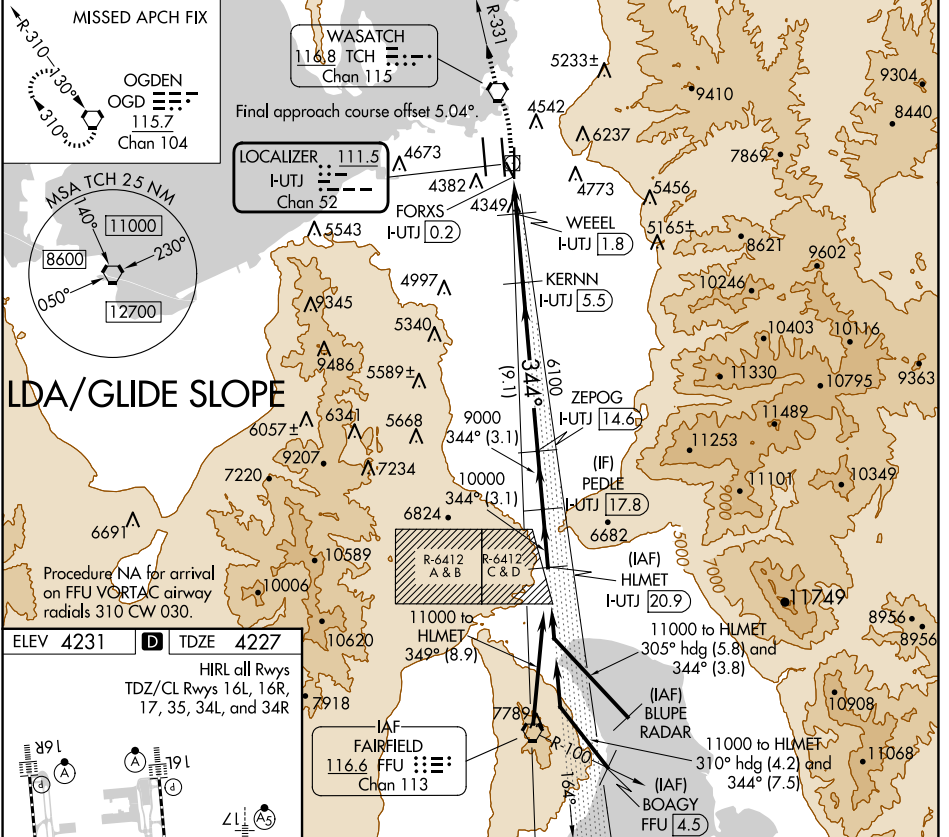 MISSED APCH FIX
R-310
130°
310°
OGDEN
OGD
115.7
Chan 104
WASATCH
116.8 TCH
Chan 115
R-331
Final approach course offset 5.04°.
LOCALIZER 111.5
I-UTJ
Chan 52
MSA TCH 25 NM
140°
11000
8600
230°
050°
12700
LDA/GLIDE SLOPE
5233±
9410
9304
8440
4542
6237
7869
4673
4382
4349
4773
5456
5165±
FORXS
I-UTJ 0.2
WEEEL
I-UTJ 1.8
5543
8621
9602
KERNN
I-UTJ 5.5
4997
10246
9345
5340
10403
10116
9486
5589±
344°
(9.1)
6100
11330
10795
9363
ZEPOG
I-UTJ 14.6
6341
6057±
5668
9000
344° (3.1)
11489
11253
9207
7234
7220
10000
344° (3.1)
(IF)
PEDLE
I-UTJ 17.8
11101
10349
6824
6682
6691
5000
7000
R-6412
A & B
R-6412
C & D
10589
(IAF)
HLMET
I-UTJ 20.9
Procedure NA for arrival
on FFU VORTAC airway
radials 310 CW 030.
10006
11749
10620
8956
8956
11000 to
HLMET
349° (8.9)
11000 to HLMET
305° hdg (5.8) and
344° (3.8)
ELEV 4231
D
TDZE 4227
HIRL all Rwys
TDZ/CL Rwys 16L, 16R,
17, 35, 34L, and 34R
7918
(IAF)
BLUPE
RADAR
10908
7789
IAF
FAIRFIELD
116.6 FFU
Chan 113
R-100
164°
11000 to HLMET
310° hdg (4.2) and
344° (7.5)
11068
(IAF)
BOAGY
FFU 4.5
16R
A
P
A
16L
P
17
A5